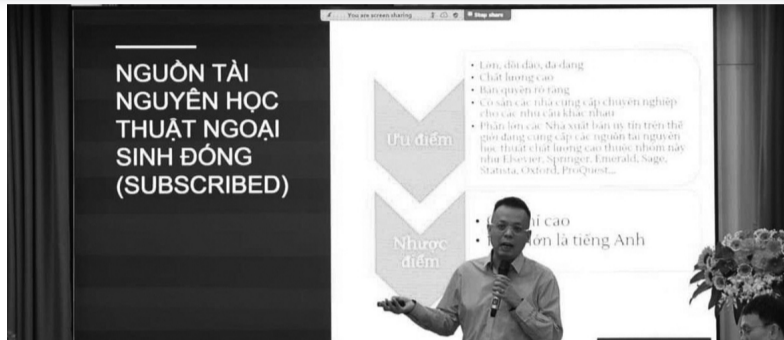 You are screen sharing
Stop share
NGUỒN TÀI
NGUYÊN HỌC
THUẬT NGOẠI
SINH ĐÓNG
(SUBSCRIBED)
Ưu điểm
• Lớn, dồi dào, đa dạng
• Chất lượng cao
• Bản quyền rõ ràng
• Có sẵn các nhà cung cấp chuyên nghiệp
cho các nhu cầu khác nhau
• Phần lớn các Nhà xuất bản uy tín trên thế
giới đang cung cấp các nguồn tài nguyên
học thuật chất lượng cao thuộc nhóm này
như Elsevier, Springer, Emerald, Sage,
Statista, Oxford, ProQuest...
Nhược
điểm
• cao
• lớn là tiếng Anh